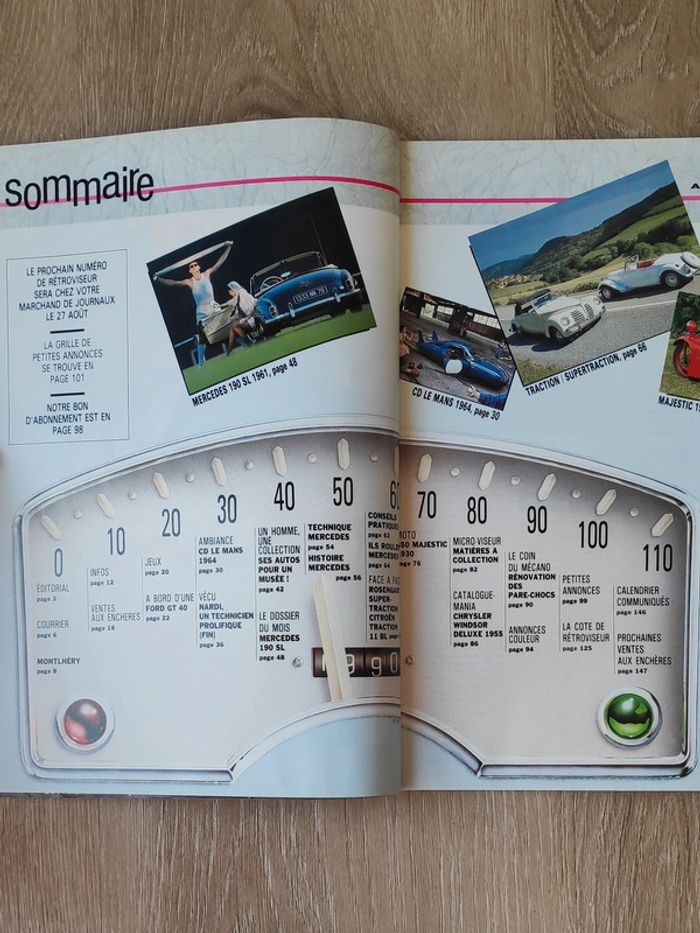 sommaire
LE PROCHAIN NUMÉRO
DE RÉTROVISEUR
SERA CHEZ VOTRE
MARCHAND DE JOURNAUX
LE 27 AOÛT
LA GRILLE DE
PETITES ANNONCES
SE TROUVE EN
PAGE 101
NOTRE BON
D'ABONNEMENT EST EN
PAGE 98
MERCEDES 190 SL 1961, page 48
CD LE MANS 1964, page 30
TRACTION / SUPERTRACTION, page 66
MAJESTIC
0
ÉDITORIAL
page 3
COURRIER
page 6
MONTLHÉRY
page 8
10
INFOS
page 12
VENTES
AUX ENCHÈRES
page 18
20
JEUX
page 20
A BORD D'UNE
FORD GT 40
page 22
30
AMBIANCE
CD LE MANS
1964
page 30
VÉCU
NARDI,
UN TECHNICIEN
PROLIFIQUE
(FIN)
page 36
40
UN HOMME,
UNE
COLLECTION
SES AUTOS
POUR UN
MUSÉE !
page 42
LE DOSSIER
DU MOIS
MERCEDES
190 SL
page 48
50
TECHNIQUE
MERCEDES
page 54
HISTOIRE
MERCEDES
page 56
CONSEILS
page 63
ILS
MERCEDES
page 64
FACE A
SUPER-
TRACTION
CITROËN
TRACTION
11 BL
1990
70
MAJESTIC
page 76
80
MICRO-VISEUR
MATIÈRES A
COLLECTION
page 82
CATALOGUE-
MANIA
CHRYSLER
WINDSOR
DELUXE 1955
page 86
90
LE COIN
DU MÉCANO
RÉNOVATION
DES
PARE-CHOCS
page 90
ANNONCES
COULEUR
page 94
100
PETITES
ANNONCES
page 99
LA COTE DE
RÉTROVISEUR
page 125
110
CALENDRIER
COMMUNIQUÉS
page 146
PROCHAINES
VENTES
AUX ENCHÈRES
page 147